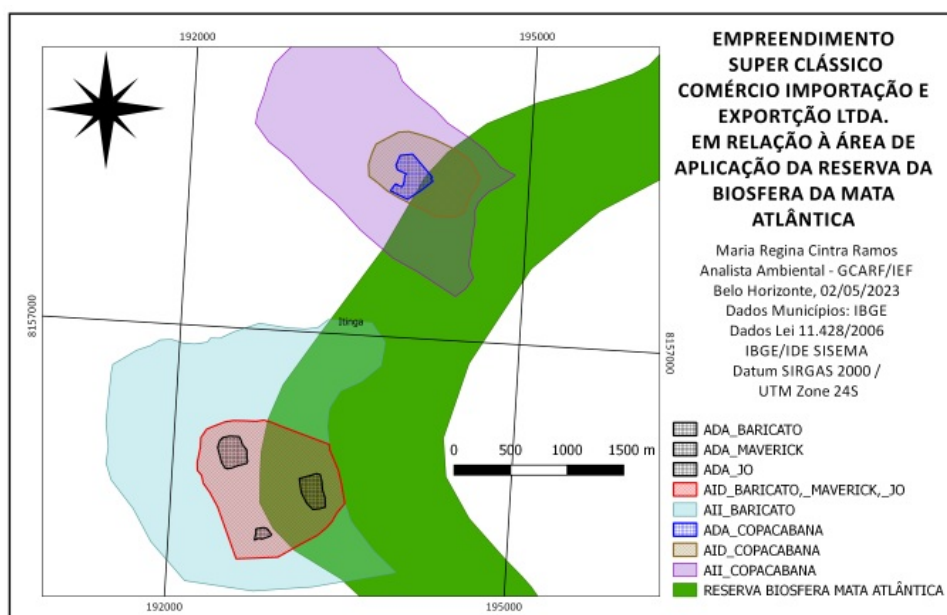 192000
195000
8157000
Itinga
8157000
0 500 1000 1500 m
192000
195000
EMPREENDIMENTO
SUPER CLÁSSICO
COMÉRCIO IMPORTAÇÃO E
EXPORTÇÃO LTDA.
EM RELAÇÃO À ÁREA DE
APLICAÇÃO DA RESERVA DA
BIOSFERA DA MATA
ATLÂNTICA
Maria Regina Cintra Ramos
Analista Ambiental - GCARF/IEF
Belo Horizonte, 02/05/2023
Dados Municípios: IBGE
Dados Lei 11.428/2006
IBGE/IDE SISEMA
Datum SIRGAS 2000 /
UTM Zone 24S
ADA_BARICATO
ADA_MAVERICK
ADA_JO
AID_BARICATO,_MAVERICK,_JO
AII_BARICATO
ADA_COPACABANA
AID_COPACABANA
AII_COPACABANA
RESERVA BIOSFERA MATA ATLÂNTICA